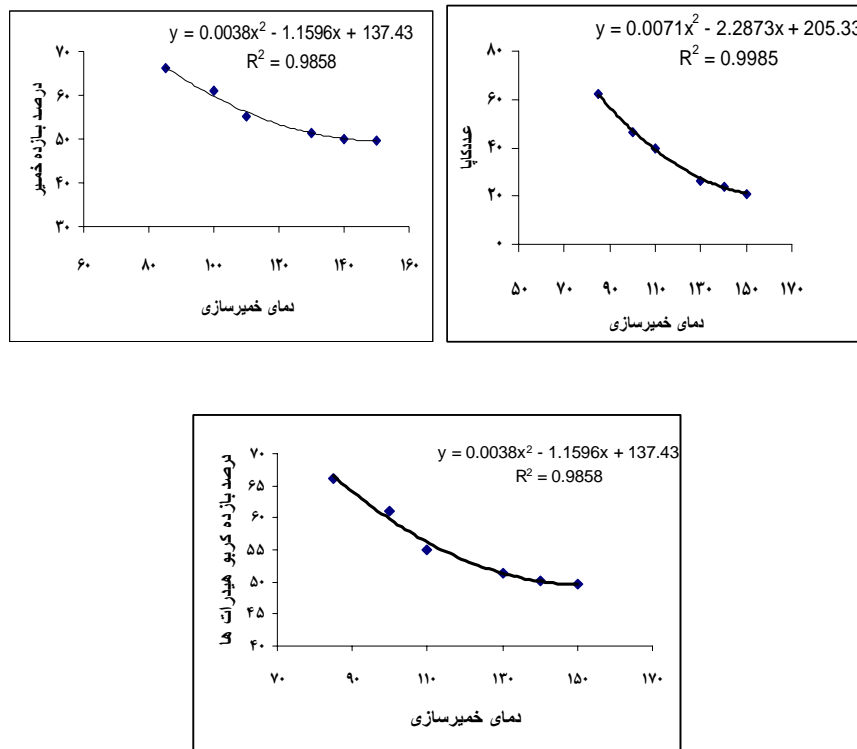 y = 0.0038x² - 1.1596x + 137.43
R² = 0.9858
درصد بازده خمیر
۷۰
۶۰
۵۰
۴۰
۳۰
۶۰ ۸۰ ۱۰۰ ۱۲۰ ۱۴۰ ۱۶۰
دمای خمیرسازی
y = 0.0071x² - 2.2873x + 205.33
R² = 0.9985
عددکاپا
۸۰
۶۰
۴۰
۲۰
۰
۵۰ ۷۰ ۹۰ ۱۱۰ ۱۳۰ ۱۵۰ ۱۷۰
دمای خمیرسازی
y = 0.0038x² - 1.1596x + 137.43
R² = 0.9858
درصد بازده کربو هیدرات ها
۷۰
۶۵
۶۰
۵۵
۵۰
۴۵
۴۰
۷۰ ۹۰ ۱۱۰ ۱۳۰ ۱۵۰ ۱۷۰
دمای خمیرسازی